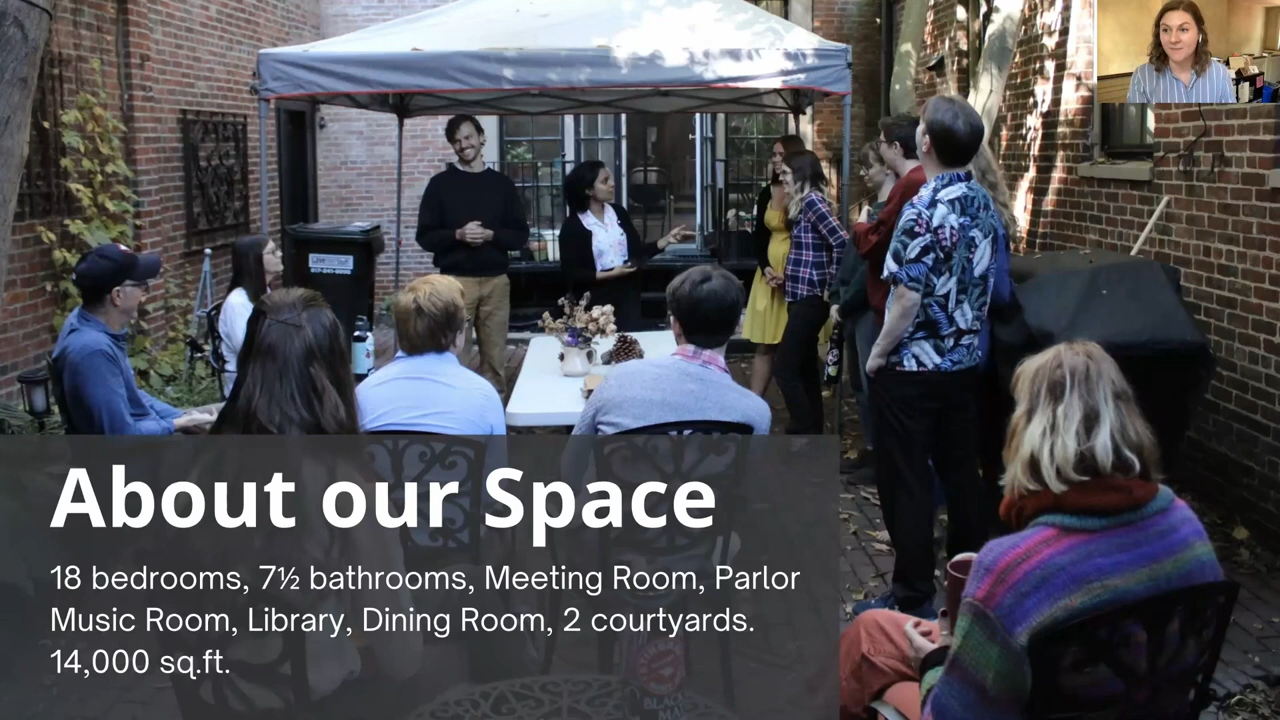 About our Space
18 bedrooms, 7½ bathrooms, Meeting Room, Parlor
Music Room, Library, Dining Room, 2 courtyards.
14,000 sq.ft.